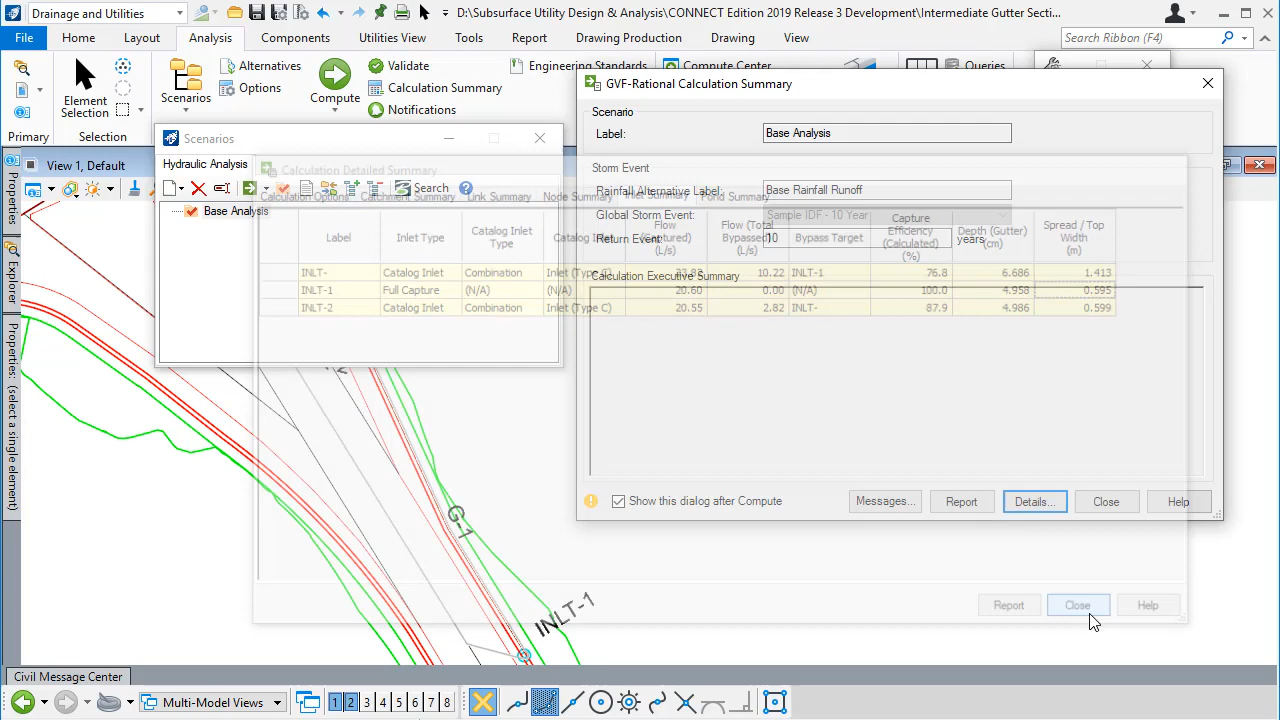 Drainage and Utilities
D:\Subsurface Utility Design & Analysis\CONNECT Edition 2019 Release 3 Development\Intermediate Gutter Secti...
File
Home
Layout
Analysis
Components
Utilities View
Tools
Report
Drawing Production
Drawing
View
Search Ribbon (F4)
Primary
Element
Selection
Selection
Scenarios
Alternatives
Options
Compute
Validate
Calculation Summary
Notifications
Engineering Standards
Compute Center
Queries
View 1, Default
Properties
Explorer
Properties: (select a single element)
Scenarios
Hydraulic Analysis
Search
Base Analysis
GVF-Rational Calculation Summary
Scenario
Label:
Base Analysis
Storm Event
Rainfall Alternative Label:
Base Rainfall Runoff
Global Storm Event:
Sample IDF - 10 Year
Return Event:
10
years
Calculation Executive Summary
Show this dialog after Compute
Messages...
Report
Details...
Close
Help
Calculation Detailed Summary
Calculation Options
Catchment Summary
Link Summary
Node Summary
Inlet Summary
Pond Summary
Label
Inlet Type
Catalog Inlet
Type
Catalog Inlet
Flow
(Captured)
(L/s)
Flow (Total
Bypassed)
(L/s)
Bypass Target
Capture
Efficiency
(Calculated)
(%)
Depth (Gutter)
(cm)
Spread / Top
Width
(m)
INLT- Catalog Inlet Combination Inlet (Type C) 10.22 INLT-1 76.8 6.686 1.413
INLT-1 Full Capture (N/A) (N/A) 20.60 0.00 (N/A) 100.0 4.958 0.595
INLT-2 Catalog Inlet Combination Inlet (Type C) 20.55 2.82 INLT- 87.9 4.986 0.599
Report
Close
Help
G-1
INLT-1
Civil Message Center
Multi-Model Views
1 2 3 4 5 6 7 8